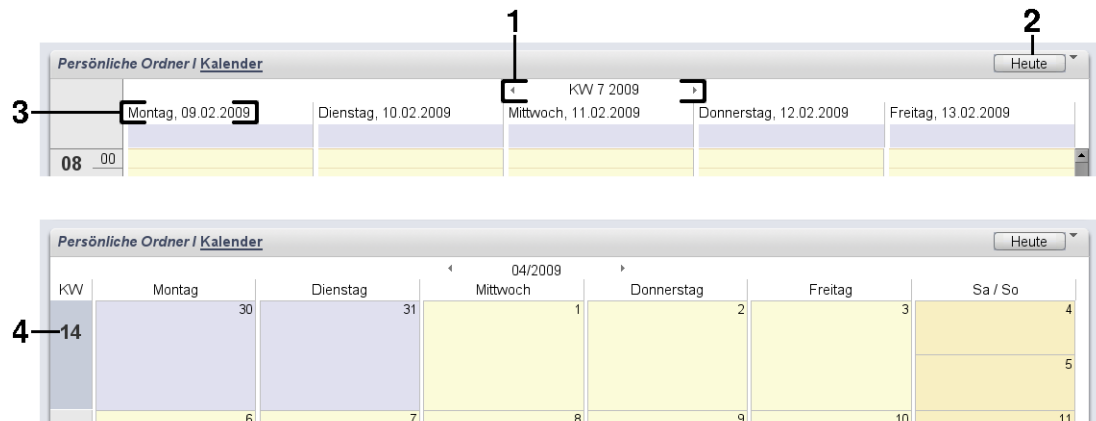 1
2
Persönliche Ordner / Kalender
Heute
KW 7 2009
3
Montag, 09.02.2009 Dienstag, 10.02.2009 Mittwoch, 11.02.2009 Donnerstag, 12.02.2009 Freitag, 13.02.2009
08 00
Persönliche Ordner / Kalender
Heute
04/2009
KW Montag Dienstag Mittwoch Donnerstag Freitag Sa / So
30 31 1 2 3 4
4
14
5
6 7 8 9 10 11